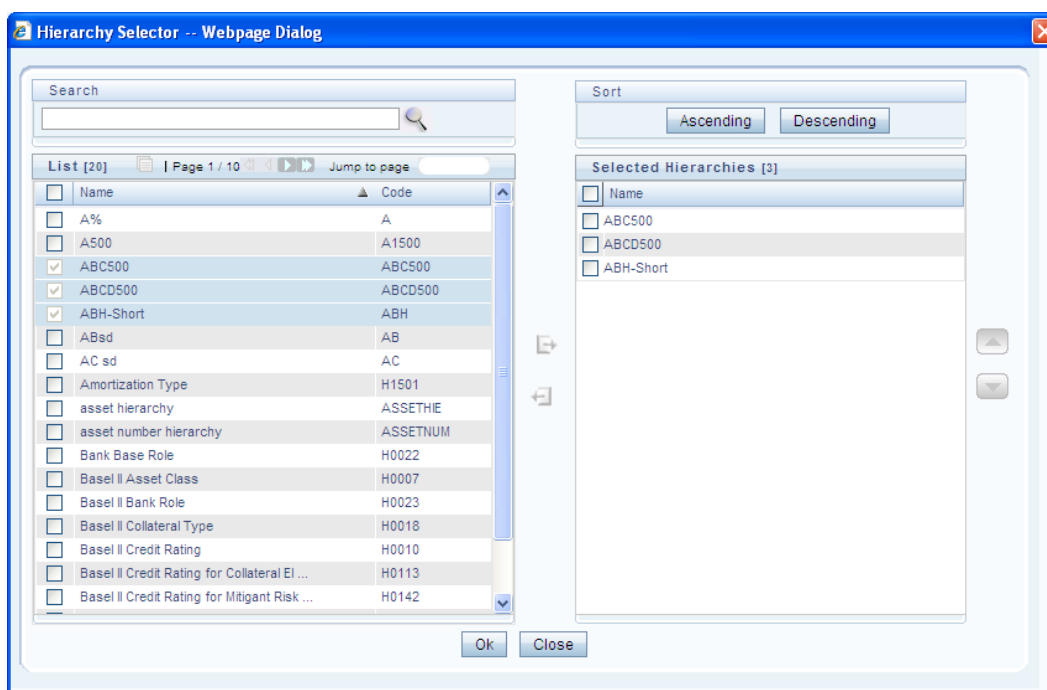 Hierarchy Selector -- Webpage Dialog
Search
Sort
Ascending Descending
List [20] | Page 1 / 10 Jump to page
Selected Hierarchies [3]
Name Code
Name
A% A
A500 A1500
ABC500 ABC500
ABCD500 ABCD500
ABH-Short ABH
ABsd AB
AC sd AC
Amortization Type H1501
asset hierarchy ASSETHIE
asset number hierarchy ASSETNUM
Bank Base Role H0022
Basel II Asset Class H0007
Basel II Bank Role H0023
Basel II Collateral Type H0018
Basel II Credit Rating H0010
Basel II Credit Rating for Collateral El ... H0113
Basel II Credit Rating for Mitigant Risk ... H0142
ABC500
ABCD500
ABH-Short
Ok Close